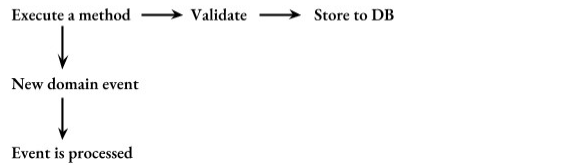 Execute a method Validate Store to DB
New domain event
Event is processed